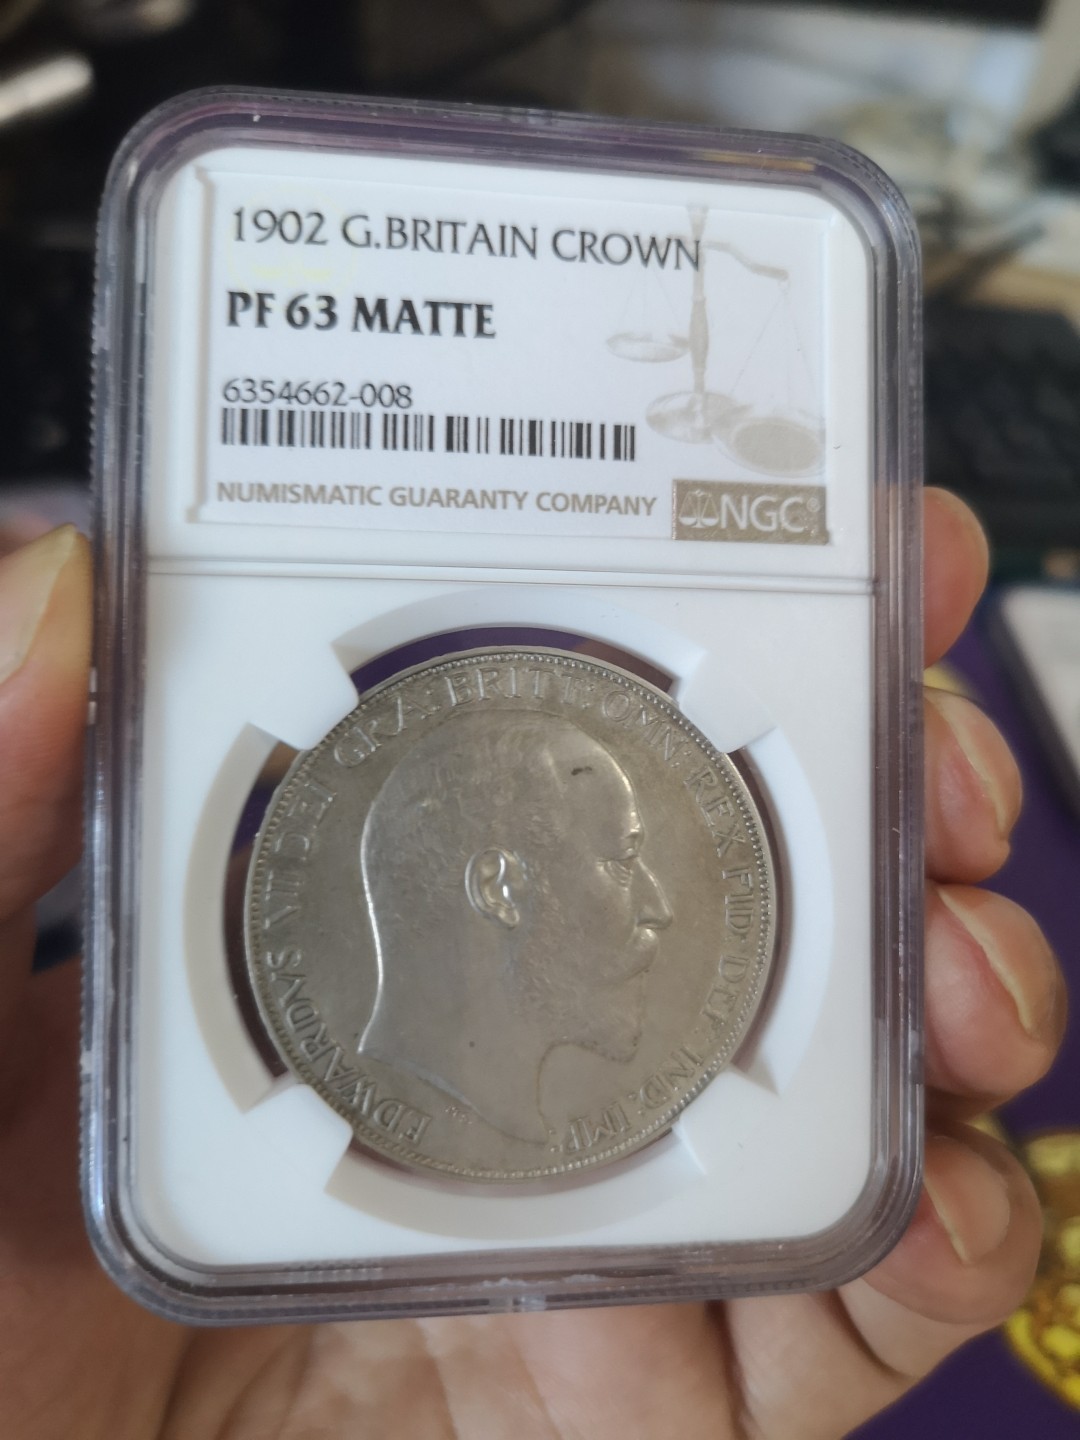 1902 G.BRITAIN CROWN
PF 63 MATTE
6354662-008
NUMISMATIC GUARANTY COMPANY
NGC®
EDWARDVS VII DEI GRA: BRITT: OMN: REX FID: DEF: IND: IMP: